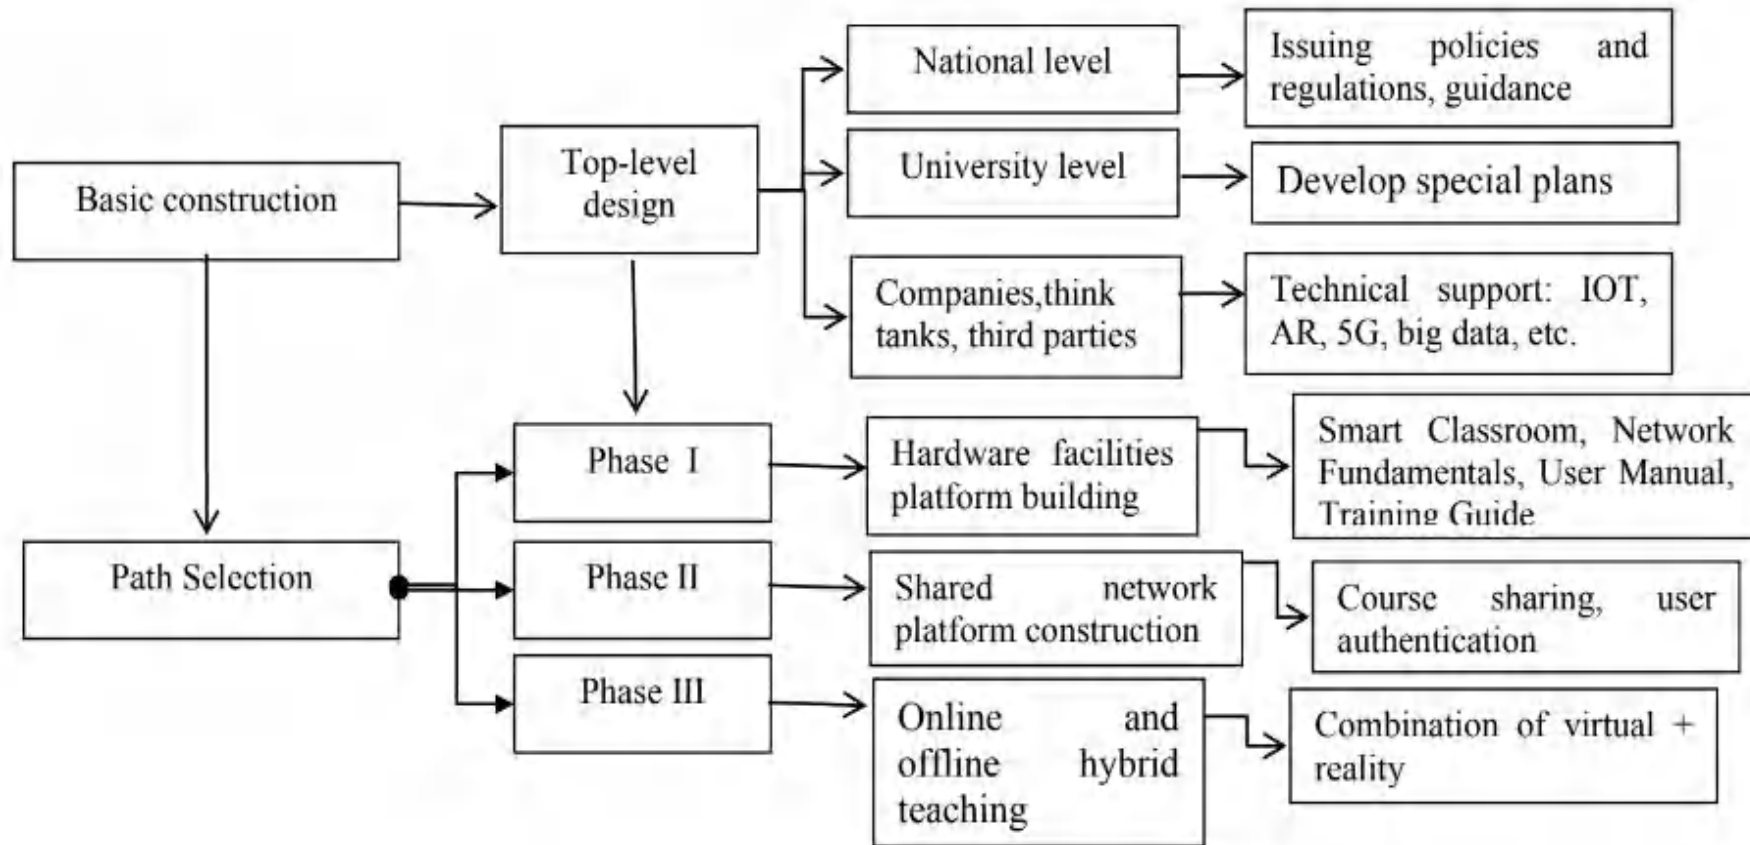 Basic construction
Top-level
design
National level
Issuing policies and
regulations, guidance
University level
Develop special plans
Companies,think
tanks, third parties
Technical support: IOT,
AR, 5G, big data, etc.
Path Selection
Phase I
Hardware facilities
platform building
Smart Classroom, Network
Fundamentals, User Manual,
Training Guide
Phase II
Shared network
platform construction
Course sharing, user
authentication
Phase III
Online and
offline hybrid
teaching
Combination of virtual +
reality